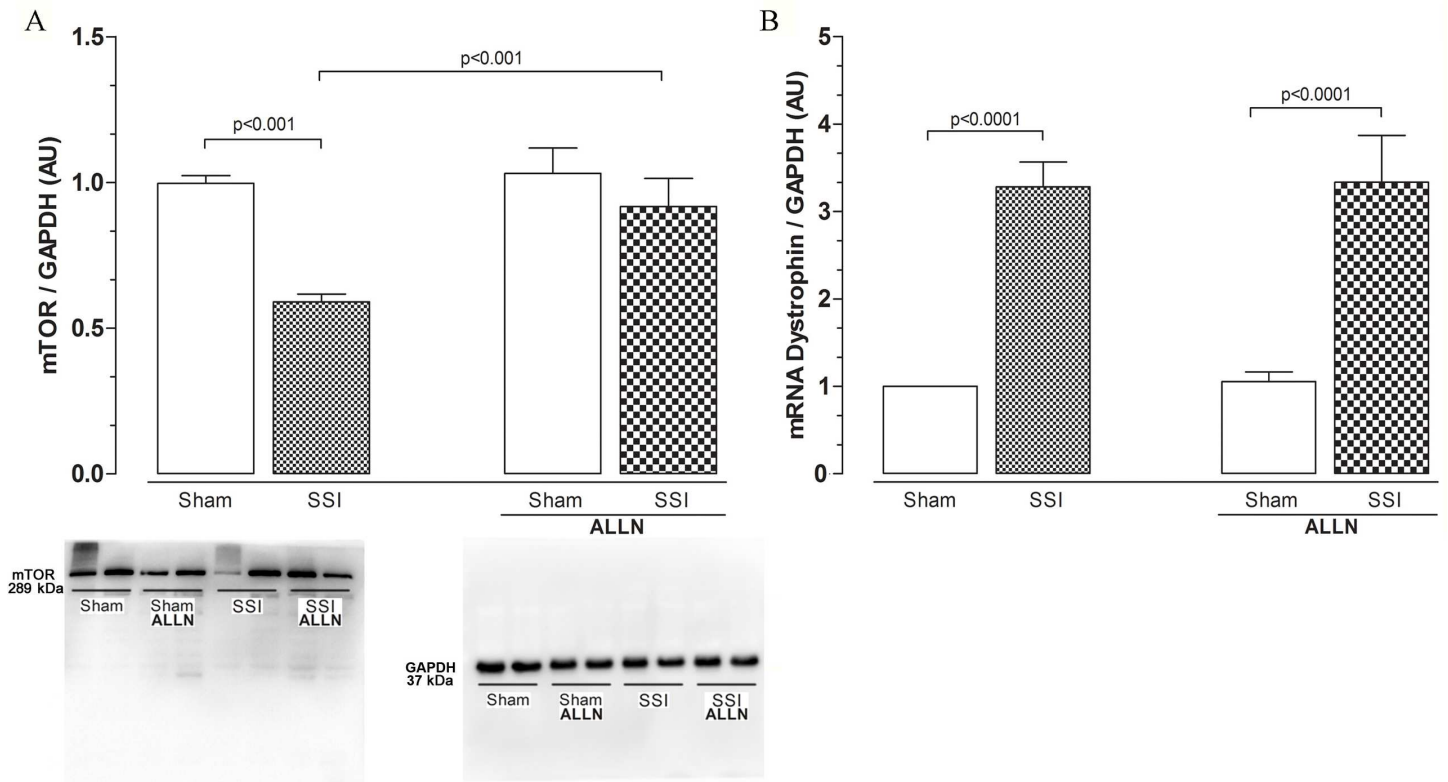 A
mTOR / GAPDH (AU)
1.5
1.0
0.5
0.0
p<0.001
p<0.001
Sham
SSI
Sham
SSI
ALLN
B
mRNA Dystrophin / GAPDH (AU)
5
4
3
2
1
0
p<0.0001
p<0.0001
Sham
SSI
Sham
SSI
ALLN
mTOR
289 kDa
Sham
Sham
ALLN
SSI
SSI
ALLN
GAPDH
37 kDa
Sham
Sham
ALLN
SSI
SSI
ALLN